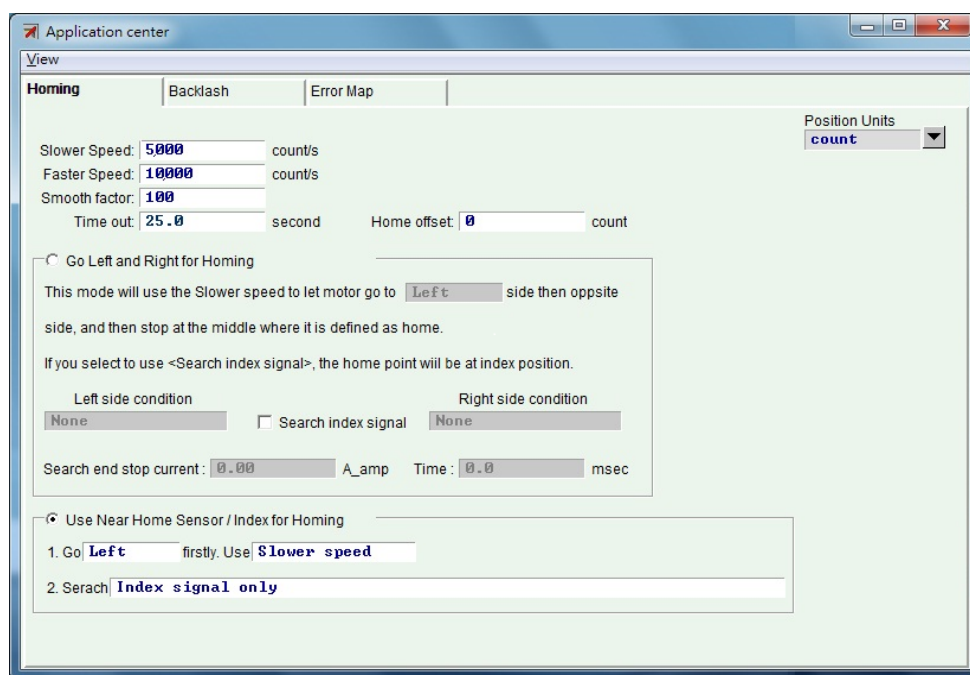 Application center
View
Homing Backlash Error Map
Position Units
count
Slower Speed: 5,000 count/s
Faster Speed: 10,000 count/s
Smooth factor: 100
Time out: 25.0 second Home offset: 0 count
Go Left and Right for Homing
This mode will use the Slower speed to let motor go to Left side then oppsite
side, and then stop at the middle where it is defined as home.
If you select to use <Search index signal>, the home point wiil be at index position.
Left side condition Right side condition
None Search index signal None
Search end stop current : 0.00 A_amp Time : 0.0 msec
Use Near Home Sensor / Index for Homing
1. Go Left firstly. Use Slower speed
2. Serach Index signal only